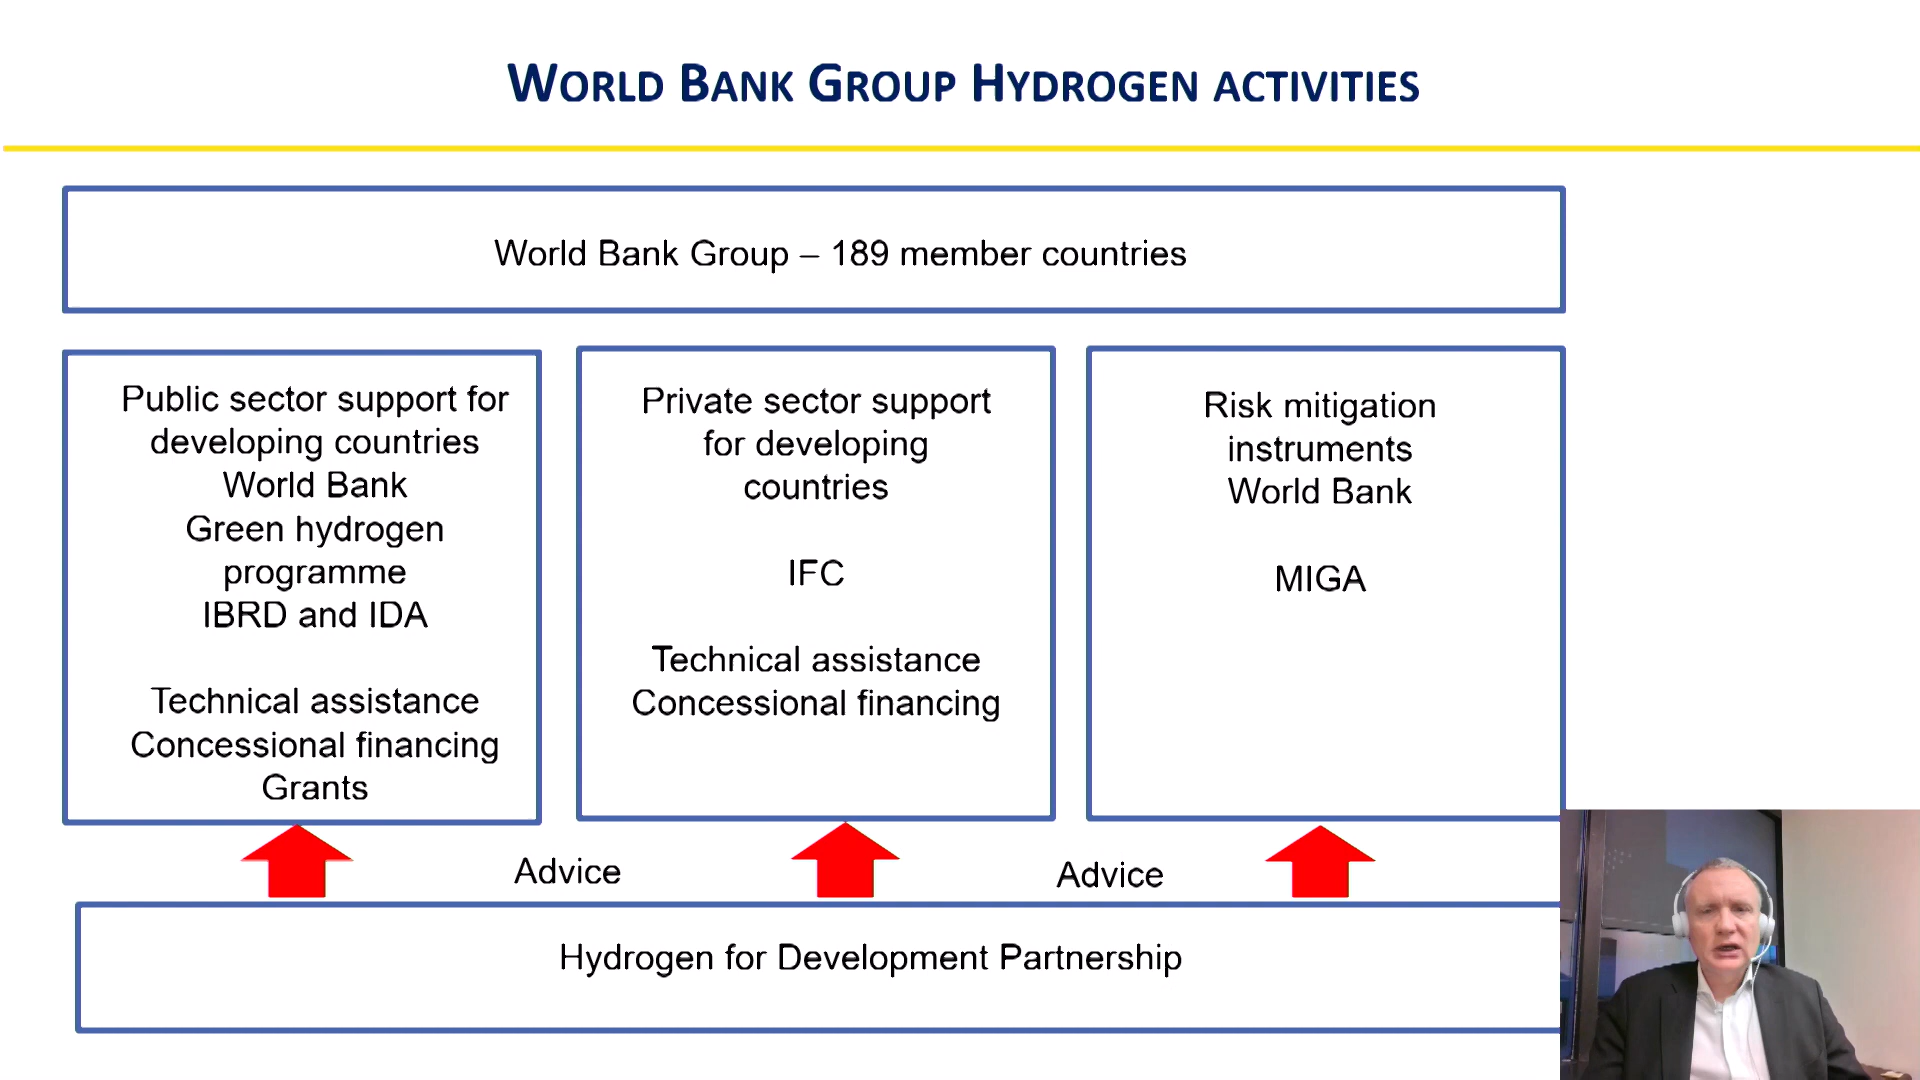 WORLD BANK GROUP HYDROGEN ACTIVITIES
World Bank Group – 189 member countries
Public sector support for
developing countries
World Bank
Green hydrogen
programme
IBRD and IDA
Technical assistance
Concessional financing
Grants
Private sector support
for developing
countries
IFC
Technical assistance
Concessional financing
Risk mitigation
instruments
World Bank
MIGA
Advice
Advice
Hydrogen for Development Partnership